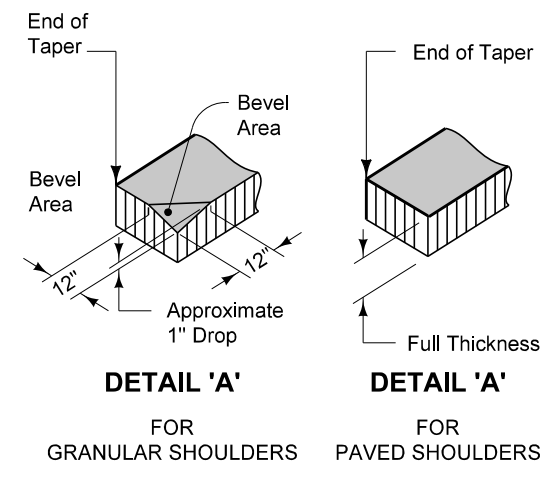 End of
Taper
Bevel
Area
Bevel
Area
12"
12"
Approximate
1" Drop
DETAIL 'A'
FOR
GRANULAR SHOULDERS
End of Taper
Full Thickness
DETAIL 'A'
FOR
PAVED SHOULDERS